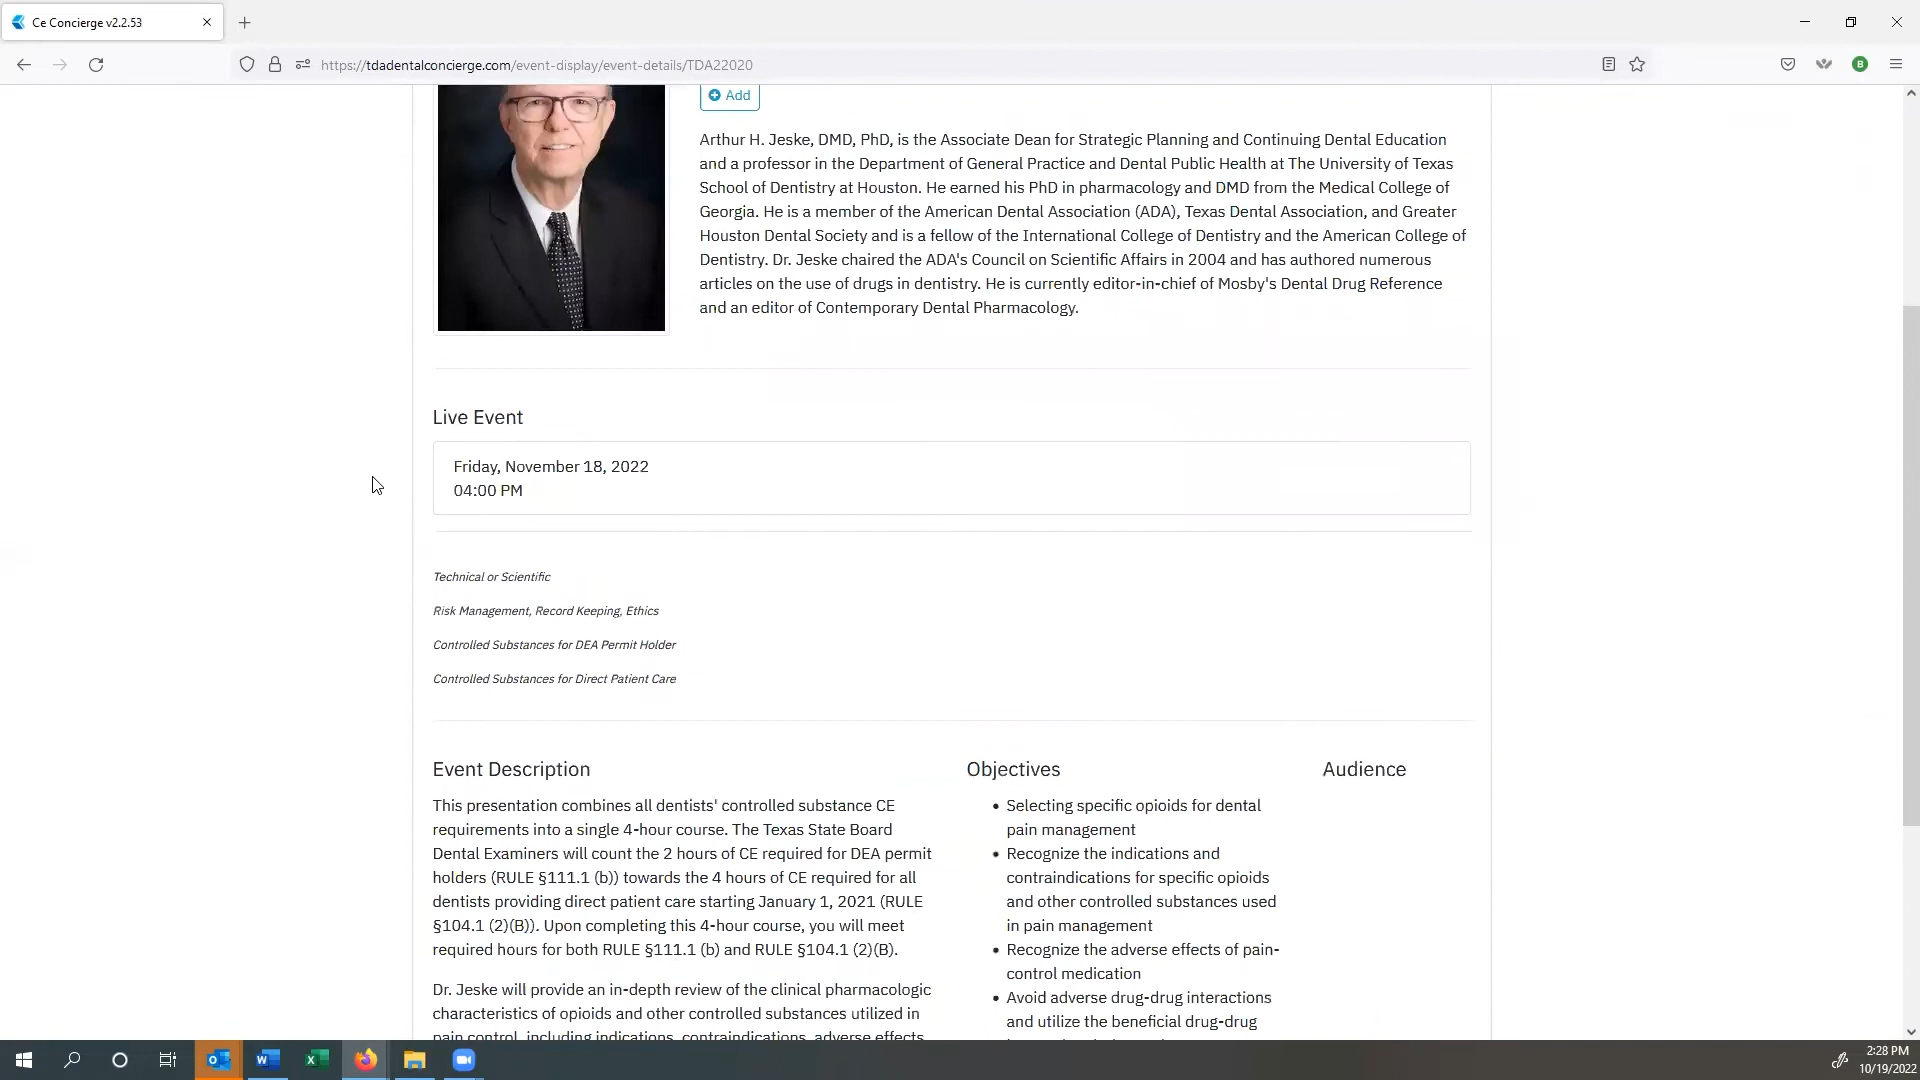 Ce Concierge v2.2.53
https://tdadentalconcierge.com/event-display/event-details/TDA22020
B
Add
Arthur H. Jeske, DMD, PhD, is the Associate Dean for Strategic Planning and Continuing Dental Education
and a professor in the Department of General Practice and Dental Public Health at The University of Texas
School of Dentistry at Houston. He earned his PhD in pharmacology and DMD from the Medical College of
Georgia. He is a member of the American Dental Association (ADA), Texas Dental Association, and Greater
Houston Dental Society and is a fellow of the International College of Dentistry and the American College of
Dentistry. Dr. Jeske chaired the ADA's Council on Scientific Affairs in 2004 and has authored numerous
articles on the use of drugs in dentistry. He is currently editor-in-chief of Mosby's Dental Drug Reference
and an editor of Contemporary Dental Pharmacology.
Live Event
Friday, November 18, 2022
04:00 PM
Technical or Scientific
Risk Management, Record Keeping, Ethics
Controlled Substances for DEA Permit Holder
Controlled Substances for Direct Patient Care
Event Description
This presentation combines all dentists' controlled substance CE
requirements into a single 4-hour course. The Texas State Board
Dental Examiners will count the 2 hours of CE required for DEA permit
holders (RULE §111.1 (b)) towards the 4 hours of CE required for all
dentists providing direct patient care starting January 1, 2021 (RULE
§104.1 (2)(B)). Upon completing this 4-hour course, you will meet
required hours for both RULE §111.1 (b) and RULE §104.1 (2)(B).
Dr. Jeske will provide an in-depth review of the clinical pharmacologic
characteristics of opioids and other controlled substances utilized in
pain control, including indications, contraindications, adverse effects
Objectives
• Selecting specific opioids for dental
pain management
• Recognize the indications and
contraindications for specific opioids
and other controlled substances used
in pain management
• Recognize the adverse effects of pain-
control medication
• Avoid adverse drug-drug interactions
and utilize the beneficial drug-drug
Audience
2:28 PM
10/19/2022